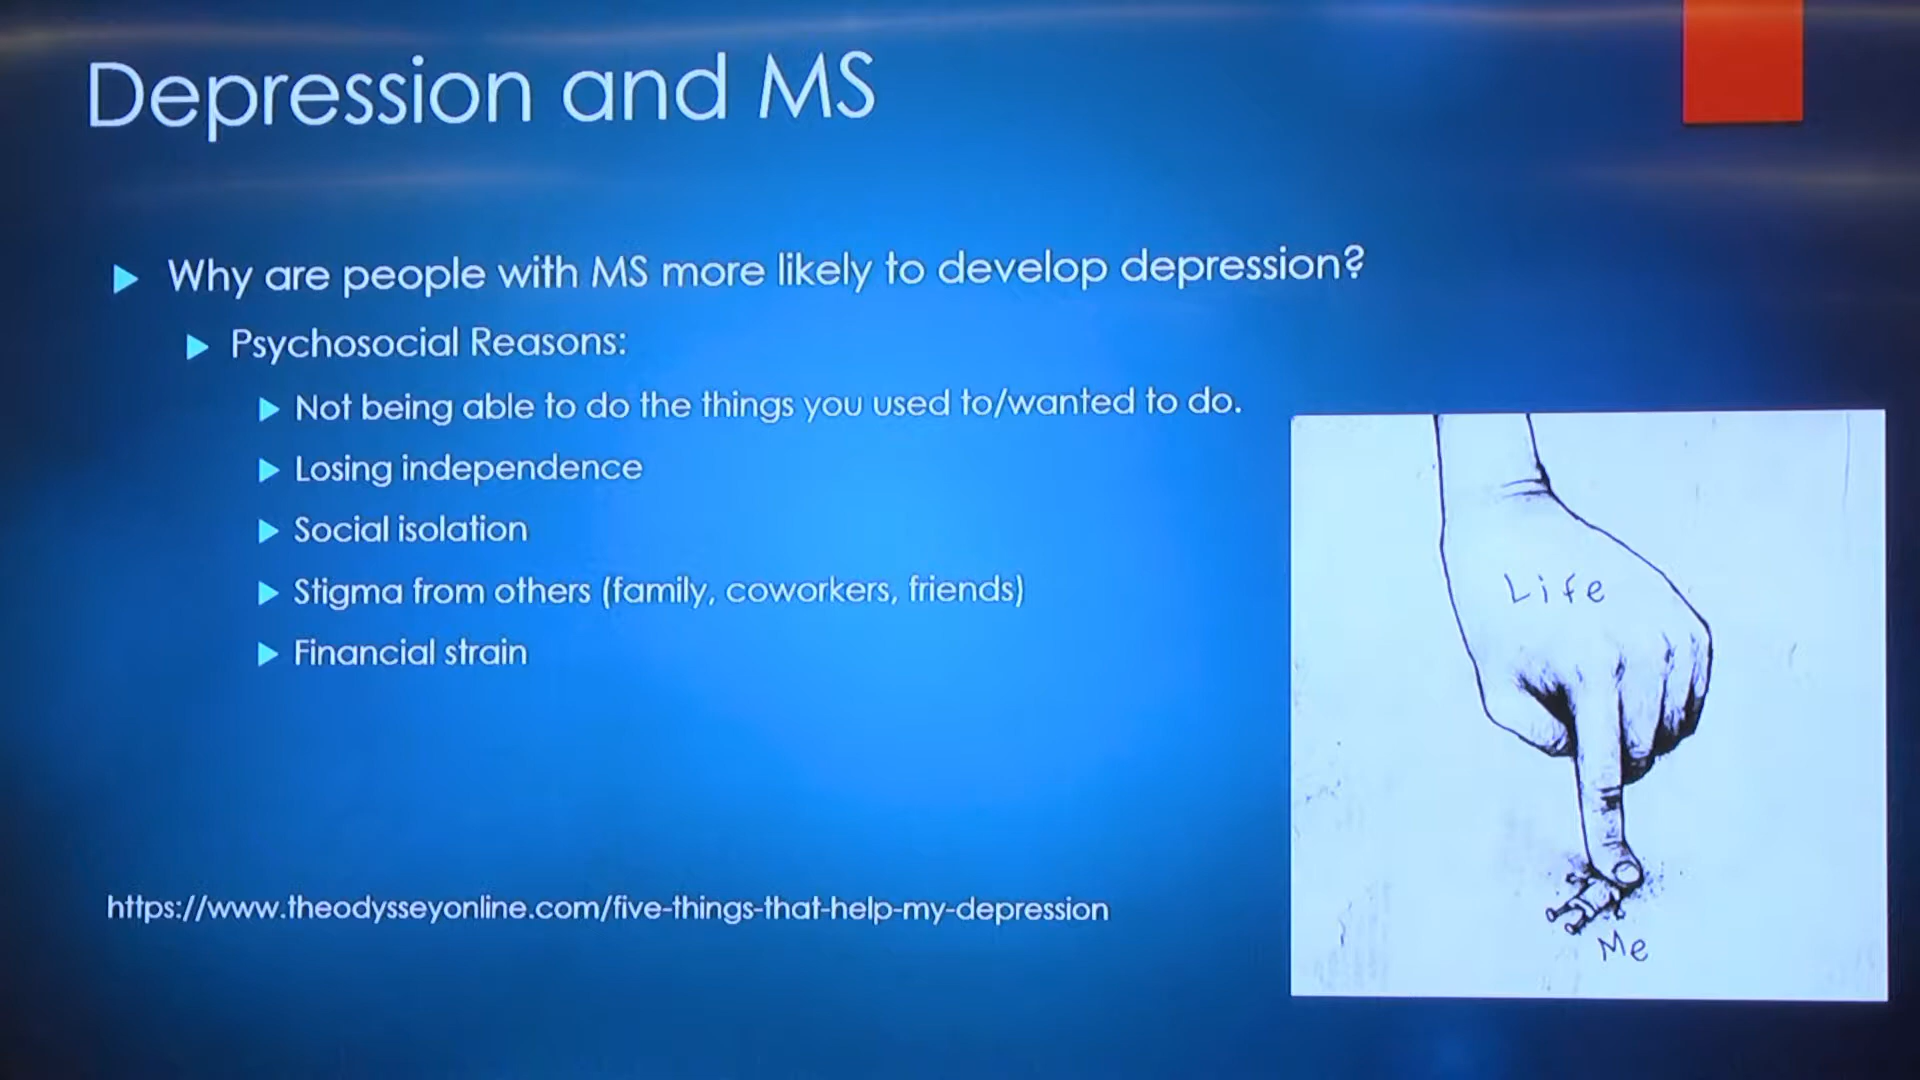 Depression and MS
Why are people with MS more likely to develop depression?
Psychosocial Reasons:
Not being able to do the things you used to/wanted to do.
Losing independence
Social isolation
Stigma from others (family, coworkers, friends)
Financial strain
https://www.theodysseyonline.com/five-things-that-help-my-depression
Life
Me